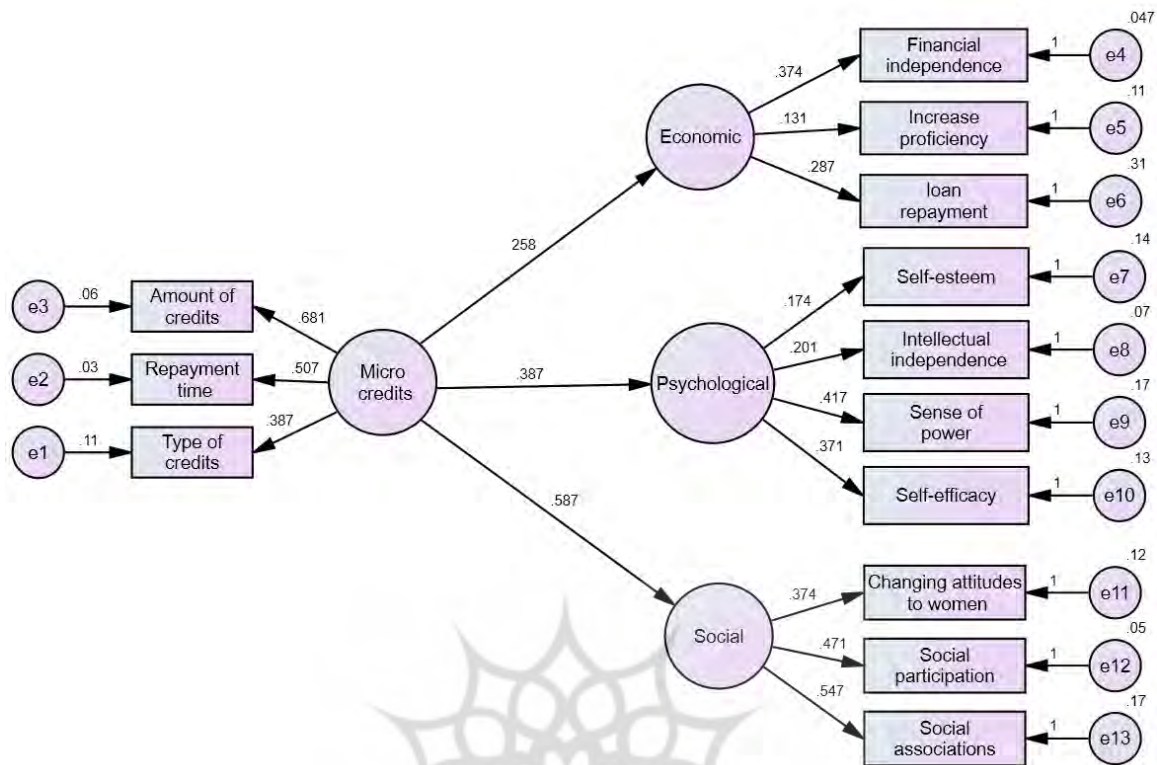 .047
Financial
independence
1
e4
.374
.11
Increase
proficiency
1
e5
.131
Economic
.31
loan
repayment
1
e6
.287
258
.14
Self-esteem
1
e7
.174
.07
Intellectual
independence
1
e8
.201
Psychological
.17
Sense of
power
1
e9
.417
.13
Self-efficacy
1
e10
.371
.387
e3
.06
Amount of
credits
.681
e2
.03
Repayment
time
.507
Micro
credits
e1
.11
Type of
credits
.387
.587
.12
Changing attitudes
to women
1
e11
.374
Social
.05
Social
participation
1
e12
.471
.17
Social
associations
1
e13
.547